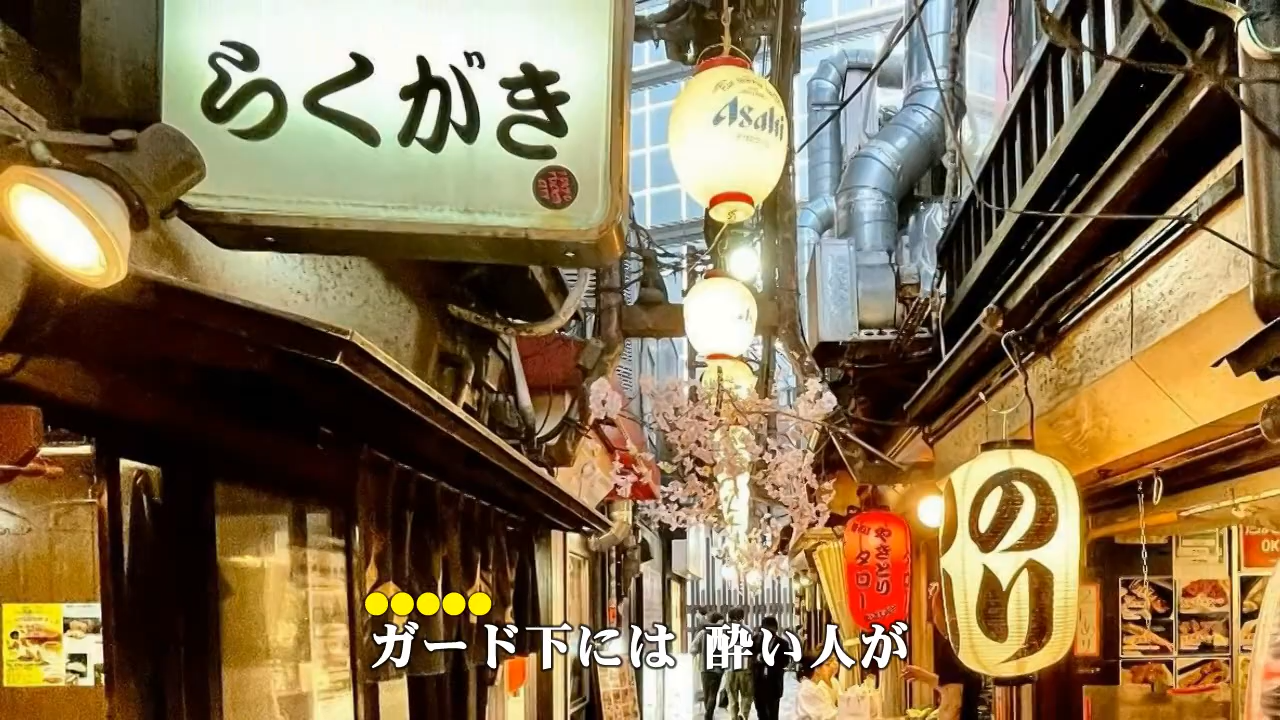 らくがき
Asahi
のり
やきとり
タロー
OK
ガード下には 酔い人が